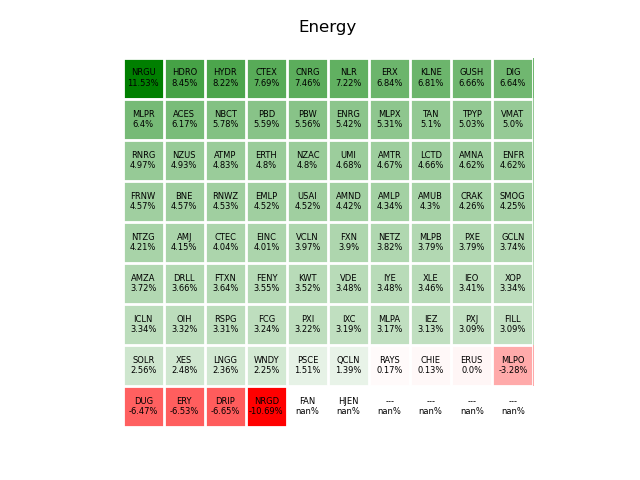 Energy
NRGU HDRO HYDR CTEX CNRG NLR ERX KLNE GUSH DIG
11.53% 8.45% 8.22% 7.69% 7.46% 7.22% 6.84% 6.81% 6.66% 6.64%
MLPR ACES NBCT PBD PBW ENRG MLPX TAN TPYP VMAT
6.4% 6.17% 5.78% 5.59% 5.56% 5.42% 5.31% 5.1% 5.03% 5.0%
RNRG NZUS ATMP ERTH NZAC UMI AMTR LCTD AMNA ENFR
4.97% 4.93% 4.83% 4.8% 4.8% 4.68% 4.67% 4.66% 4.62% 4.62%
FRNW BNE RNWZ EMLP USAI AMND AMLP AMUB CRAK SMOG
4.57% 4.57% 4.53% 4.52% 4.52% 4.42% 4.34% 4.3% 4.26% 4.25%
NTZG AMJ CTEC EINC VCLN FXN NETZ MLPB PXE GCLN
4.21% 4.15% 4.04% 4.01% 3.97% 3.9% 3.82% 3.79% 3.79% 3.74%
AMZA DRLL FTXN FENY KWT VDE IYE XLE IEO XOP
3.72% 3.66% 3.64% 3.55% 3.52% 3.48% 3.48% 3.46% 3.41% 3.34%
ICLN OIH RSPG FCG PXI IXC MLPA IEZ PXJ FILL
3.34% 3.32% 3.31% 3.24% 3.22% 3.19% 3.17% 3.13% 3.09% 3.09%
SOLR XES LNGG WNDY PSCE QCLN RAYS CHIE ERUS MLPO
2.56% 2.48% 2.36% 2.25% 1.51% 1.39% 0.17% 0.13% 0.0% -3.28%
DUG ERY DRIP NRGD FAN HJEN --- --- --- ---
-6.47% -6.53% -6.65% -10.69% nan% nan% nan% nan% nan% nan%